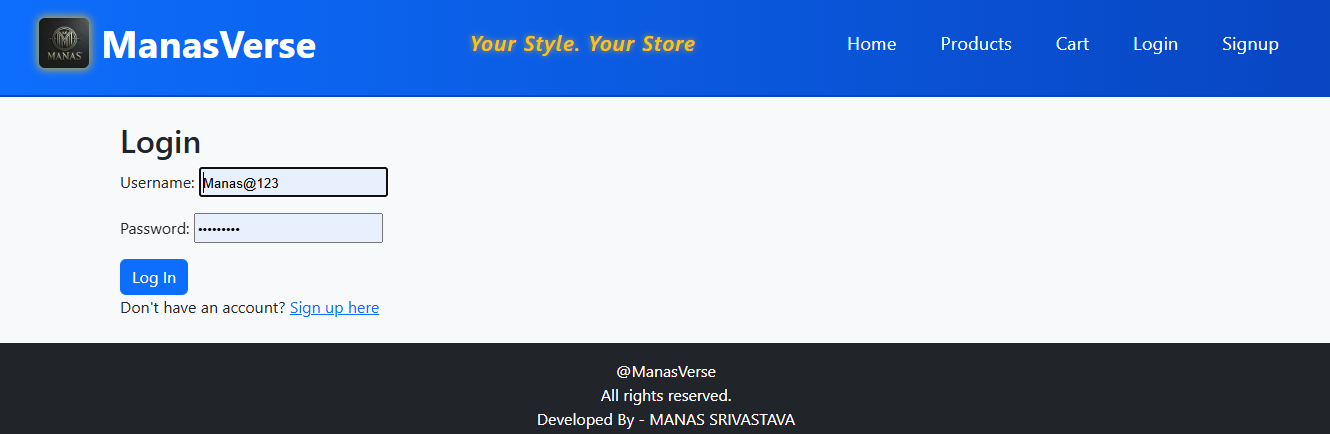 MANAS
ManasVerse
Your Style. Your Store
Home Products Cart Login Signup
Login
Username: Manas@123
Password: •••••••••
Log In
Don't have an account? Sign up here
@ManasVerse
All rights reserved.
Developed By - MANAS SRIVASTAVA